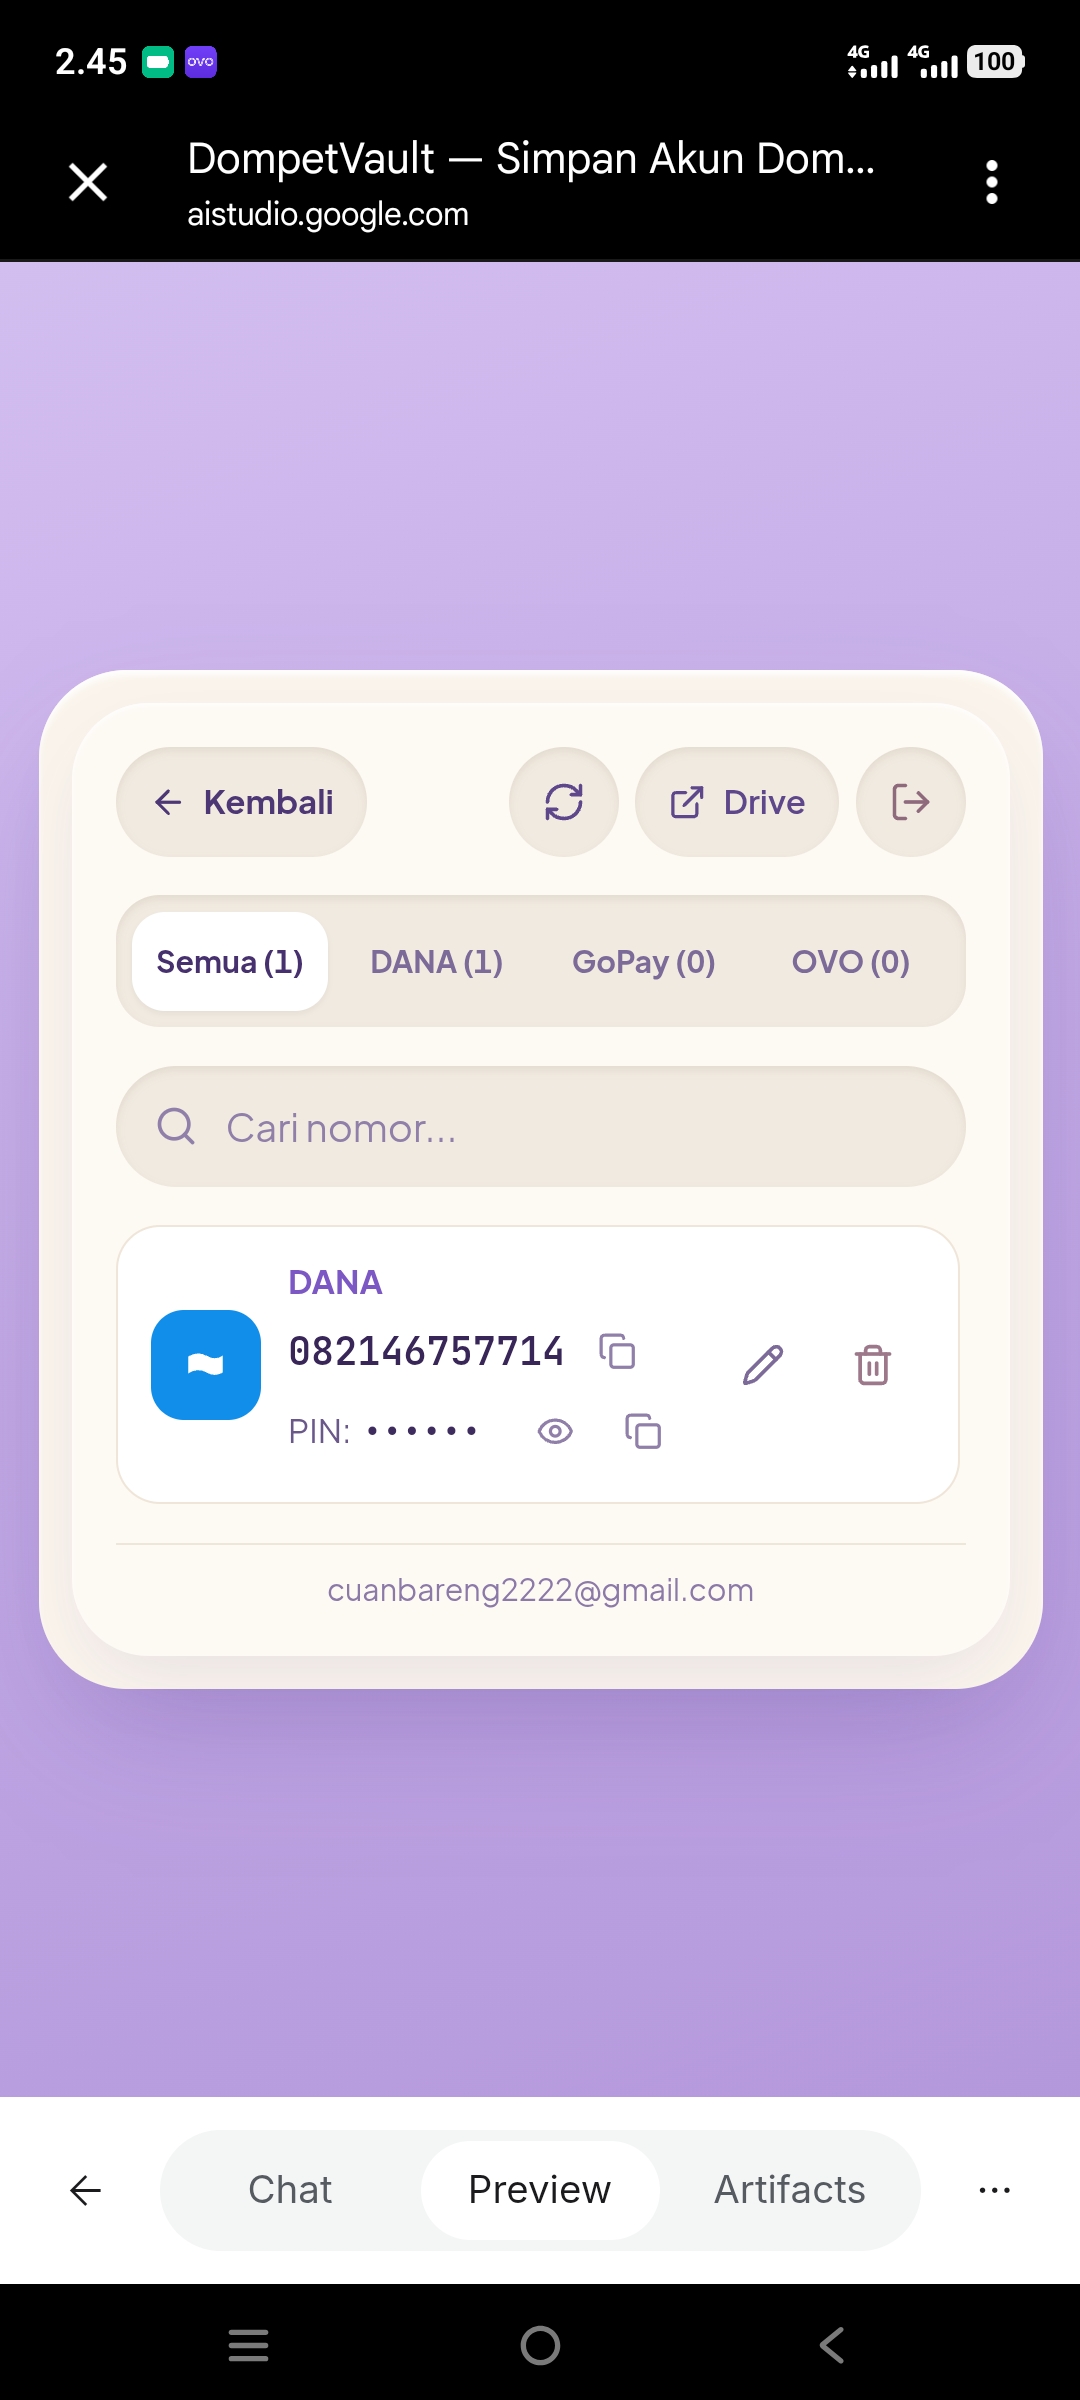 2.45
OVO
4G 4G 100
DompetVault — Simpan Akun Dom...
aistudio.google.com
Kembali
Drive
Semua (1)
DANA (1)
GoPay (0)
OVO (0)
Cari nomor...
DANA
082146757714
PIN: ••••••
cuanbareng2222@gmail.com
Chat
Preview
Artifacts